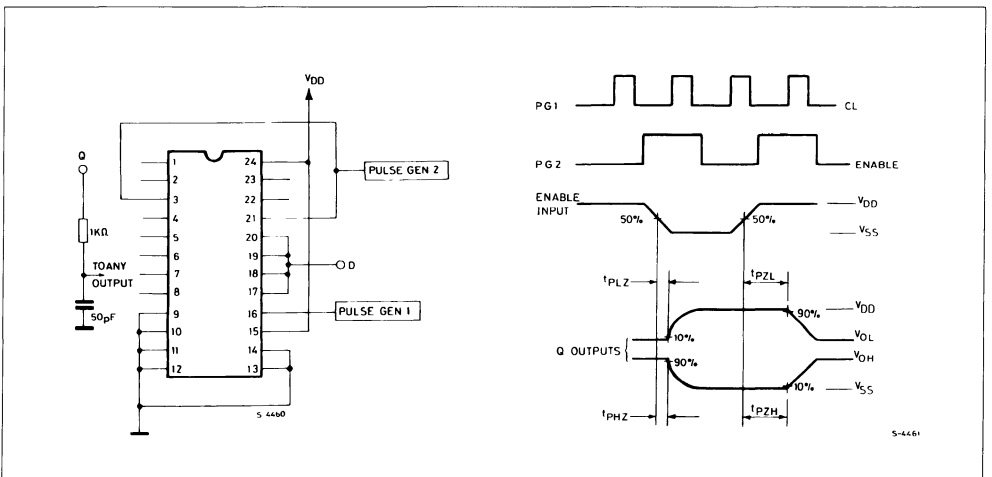 VDD
Q
1KΩ
TO ANY
OUTPUT
50pF
1
2
3
4
5
6
7
8
9
10
11
12
24
23
22
21
20
19
18
17
16
15
14
13
PULSE GEN 2
D
PULSE GEN 1
S 4460
PG1
CL
PG2
ENABLE
ENABLE
INPUT
50%
50%
VDD
VSS
tPLZ
tPZL
VDD
90%
10%
VOL
Q OUTPUTS
90%
VOH
10%
VSS
tPHZ
tPZH
S-4461